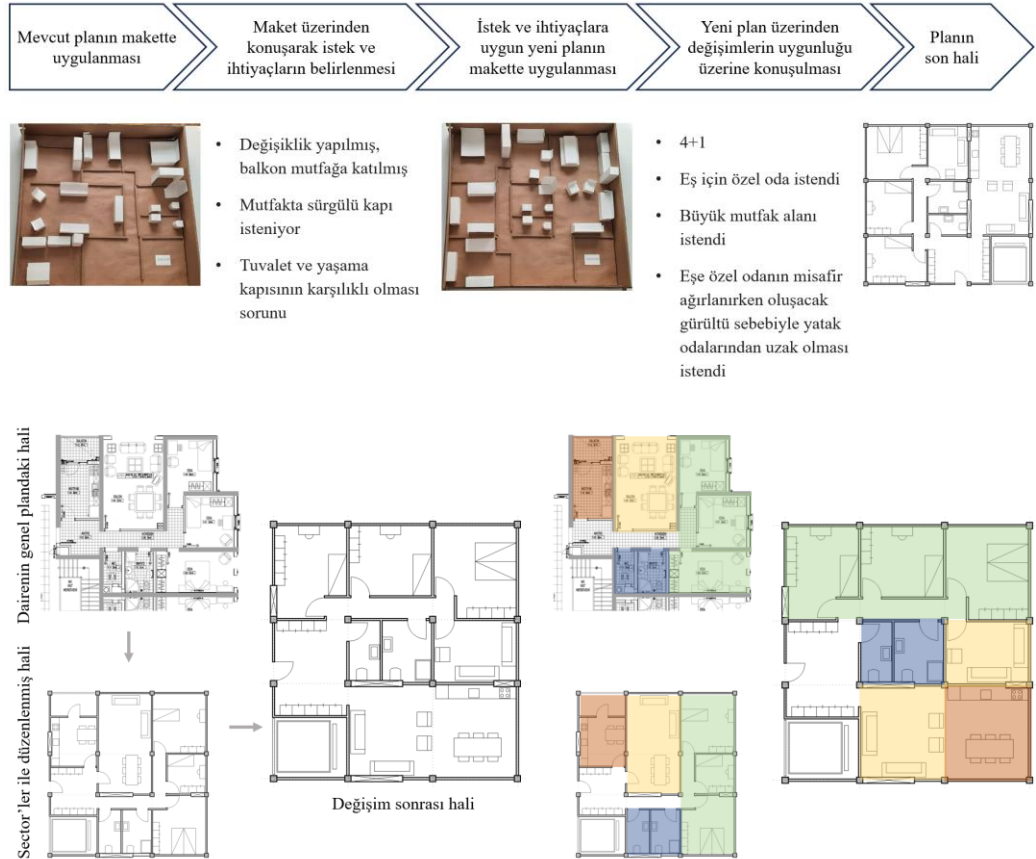 Mevcut planın makette
uygulanması
Maket üzerinden
konuşarak istek ve
ihtiyaçların belirlenmesi
İstek ve ihtiyaçlara
uygun yeni planın
makette uygulanması
Yeni plan üzerinden
değişimlerin uygunluğu
üzerine konuşulması
Planın
son hali
• Değişiklik yapılmış,
balkon mutfağa katılmış
• Mutfakta sürgülü kapı
isteniyor
• Tuvalet ve yaşama
kapısının karşılıklı olması
sorunu
• 4+1
• Eş için özel oda istendi
• Büyük mutfak alanı
istendi
• Eşe özel odanın misafir
ağırlanırken oluşacak
gürültü sebebiyle yatak
odalarından uzak olması
istendi
Dairenin genel plandaki hali
Sector’ler ile düzenlenmiş hali
Değişim sonrası hali